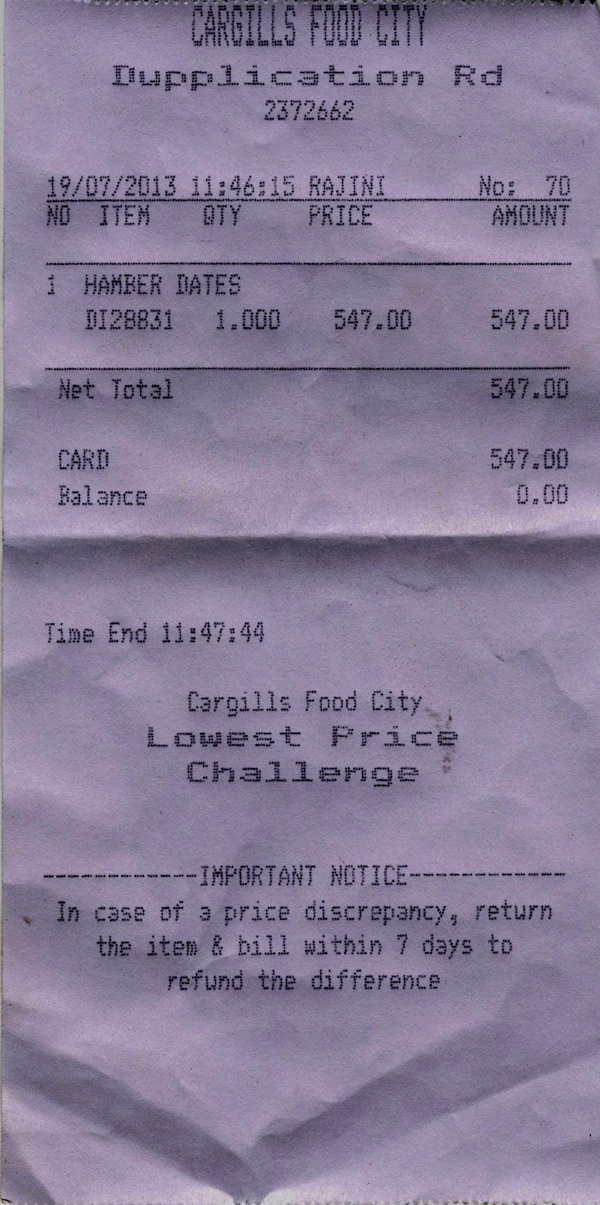 CARGILLS FOOD CITY
Dupplication Rd
2372662
19/07/2013 11:46:15 RAJINI No: 70
NO ITEM QTY PRICE AMOUNT
1 HAMBER DATES
DI28831 1.000 547.00 547.00
Net Total 547.00
CARD 547.00
Balance 0.00
Time End 11:47:44
Cargills Food City
Lowest Price
Challenge
------------IMPORTANT NOTICE------------
In case of a price discrepancy, return
the item & bill within 7 days to
refund the difference